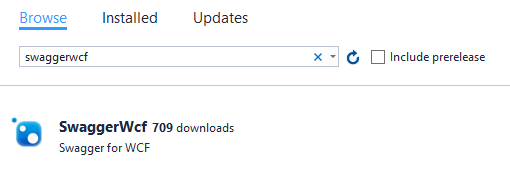 Browse Installed Updates
swaggerwcf Include prerelease
SwaggerWcf 709 downloads
Swagger for WCF